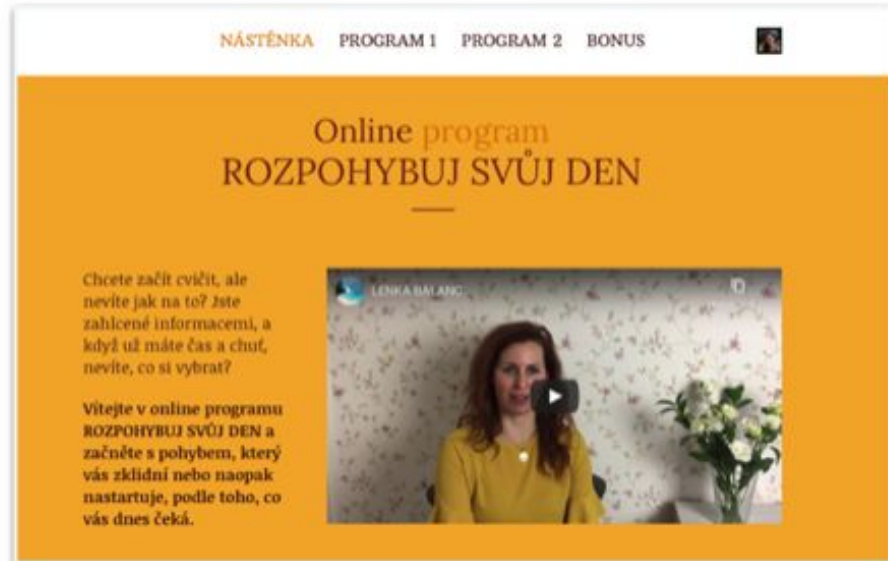 NÁSTĚNKA PROGRAM 1 PROGRAM 2 BONUS
Online program
ROZPOHYBUJ SVŮJ DEN
Chcete začít cvičit, ale
nevíte jak na to? Jste
zahlcené informacemi, a
když už máte čas a chuť,
nevíte, co si vybrat?
Vítejte v online programu
ROZPOHYBUJ SVŮJ DEN a
začněte s pohybem, který
vás zklidní nebo naopak
nastartuje, podle toho, co
vás dnes čeká.
LENKA BALANC